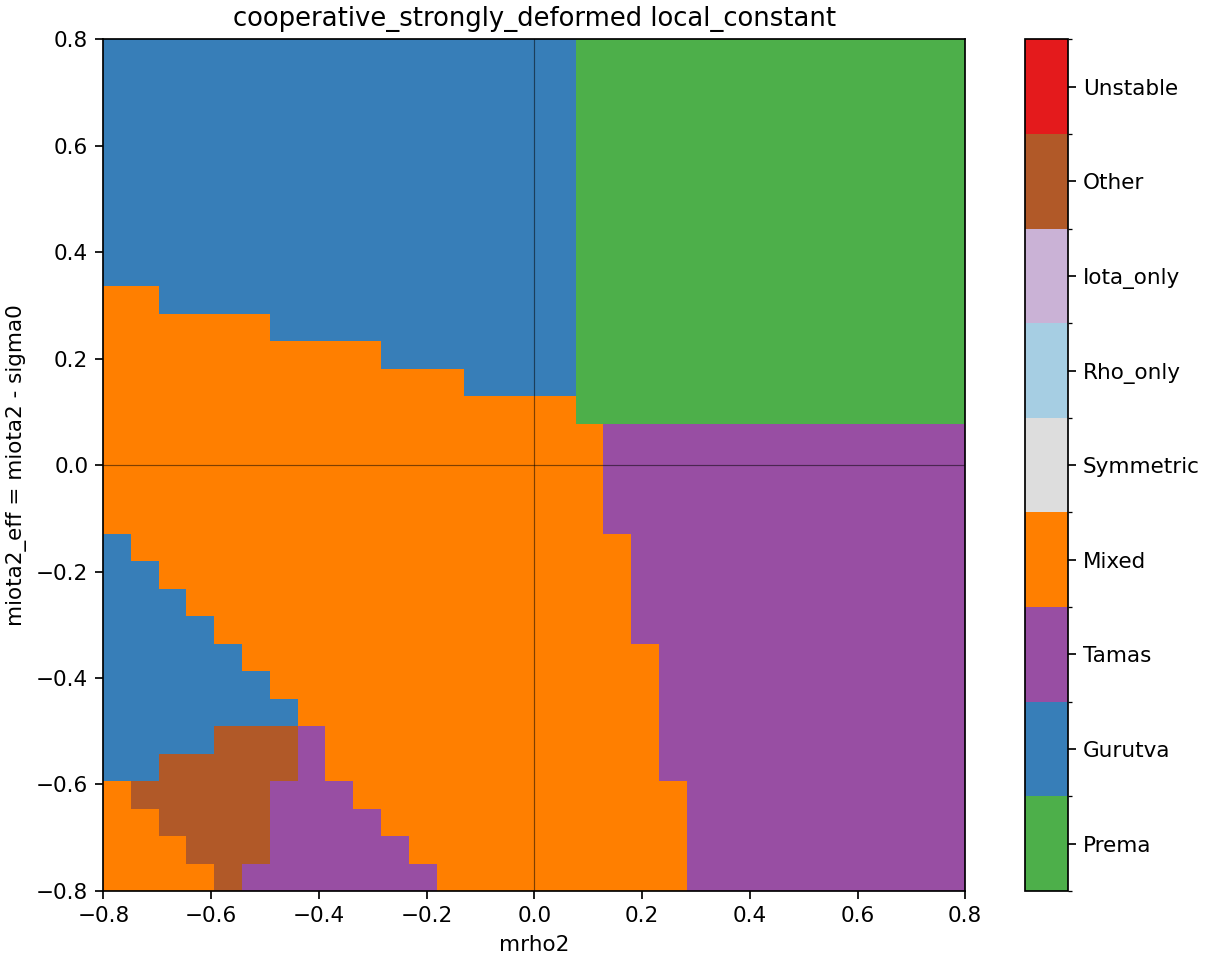 cooperative_strongly_deformed local_constant
miota2_eff = miota2 - sigma0
0.8
0.6
0.4
0.2
0.0
−0.2
−0.4
−0.6
−0.8
−0.8
−0.6
−0.4
−0.2
0.0
0.2
0.4
0.6
0.8
mrho2
Unstable
Other
Iota_only
Rho_only
Symmetric
Mixed
Tamas
Gurutva
Prema